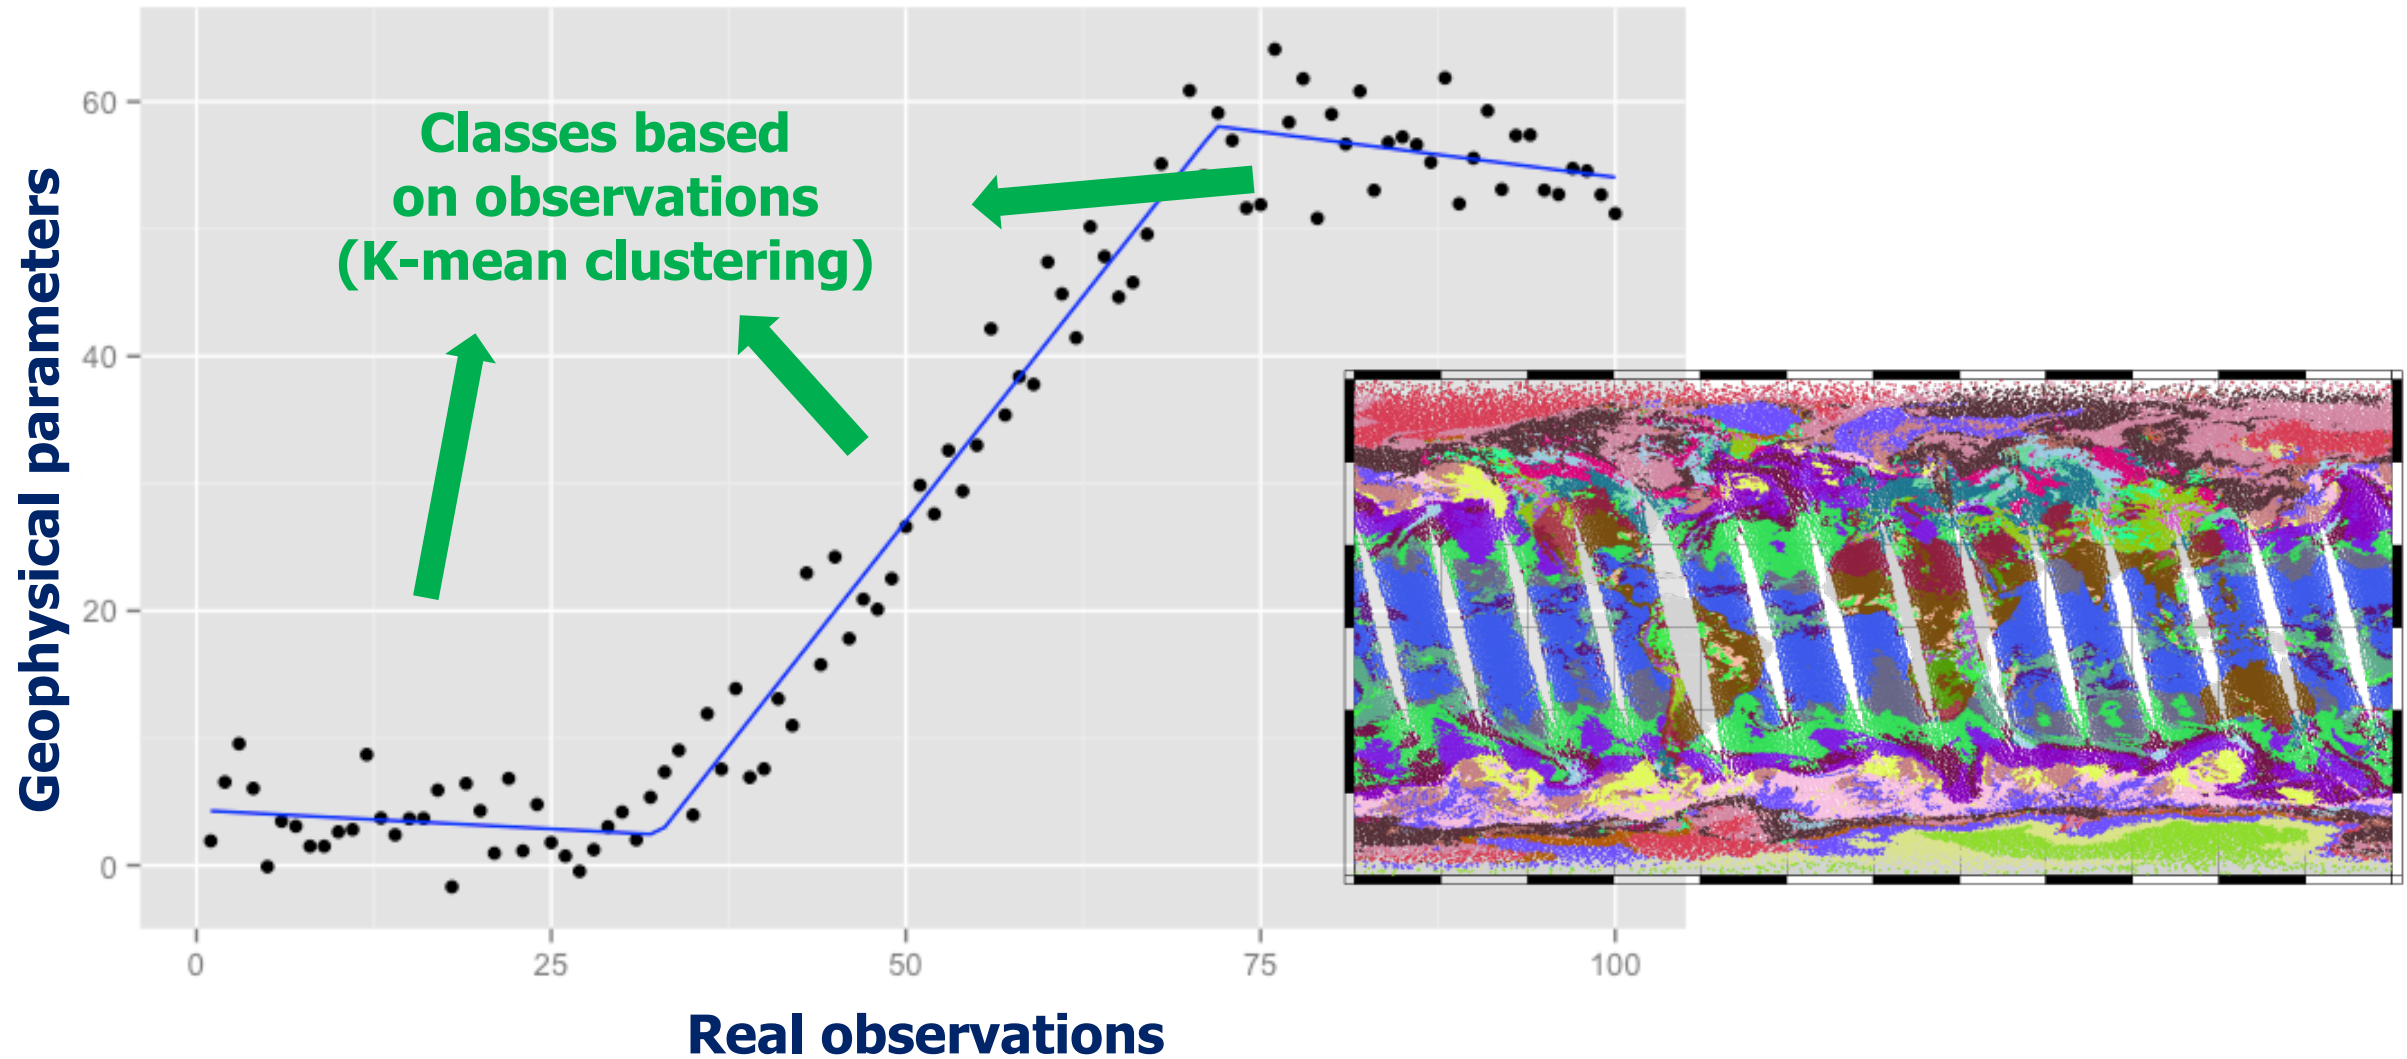 Geophysical parameters
60
40
20
0
Classes based
on observations
(K-mean clustering)
0 25 50 75 100
Real observations